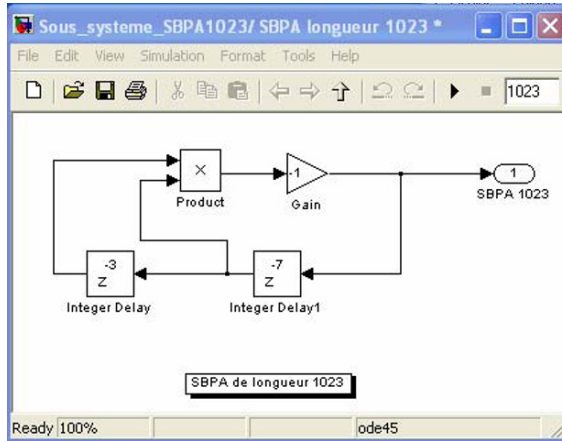 Sous_systeme_SBPA1023/ SBPA longueur 1023 *
File Edit View Simulation Format Tools Help
1023
×
Product
-1
Gain
1
SBPA 1023
-3
Z
Integer Delay
-7
Z
Integer Delay1
SBPA de longueur 1023
Ready 100% ode45